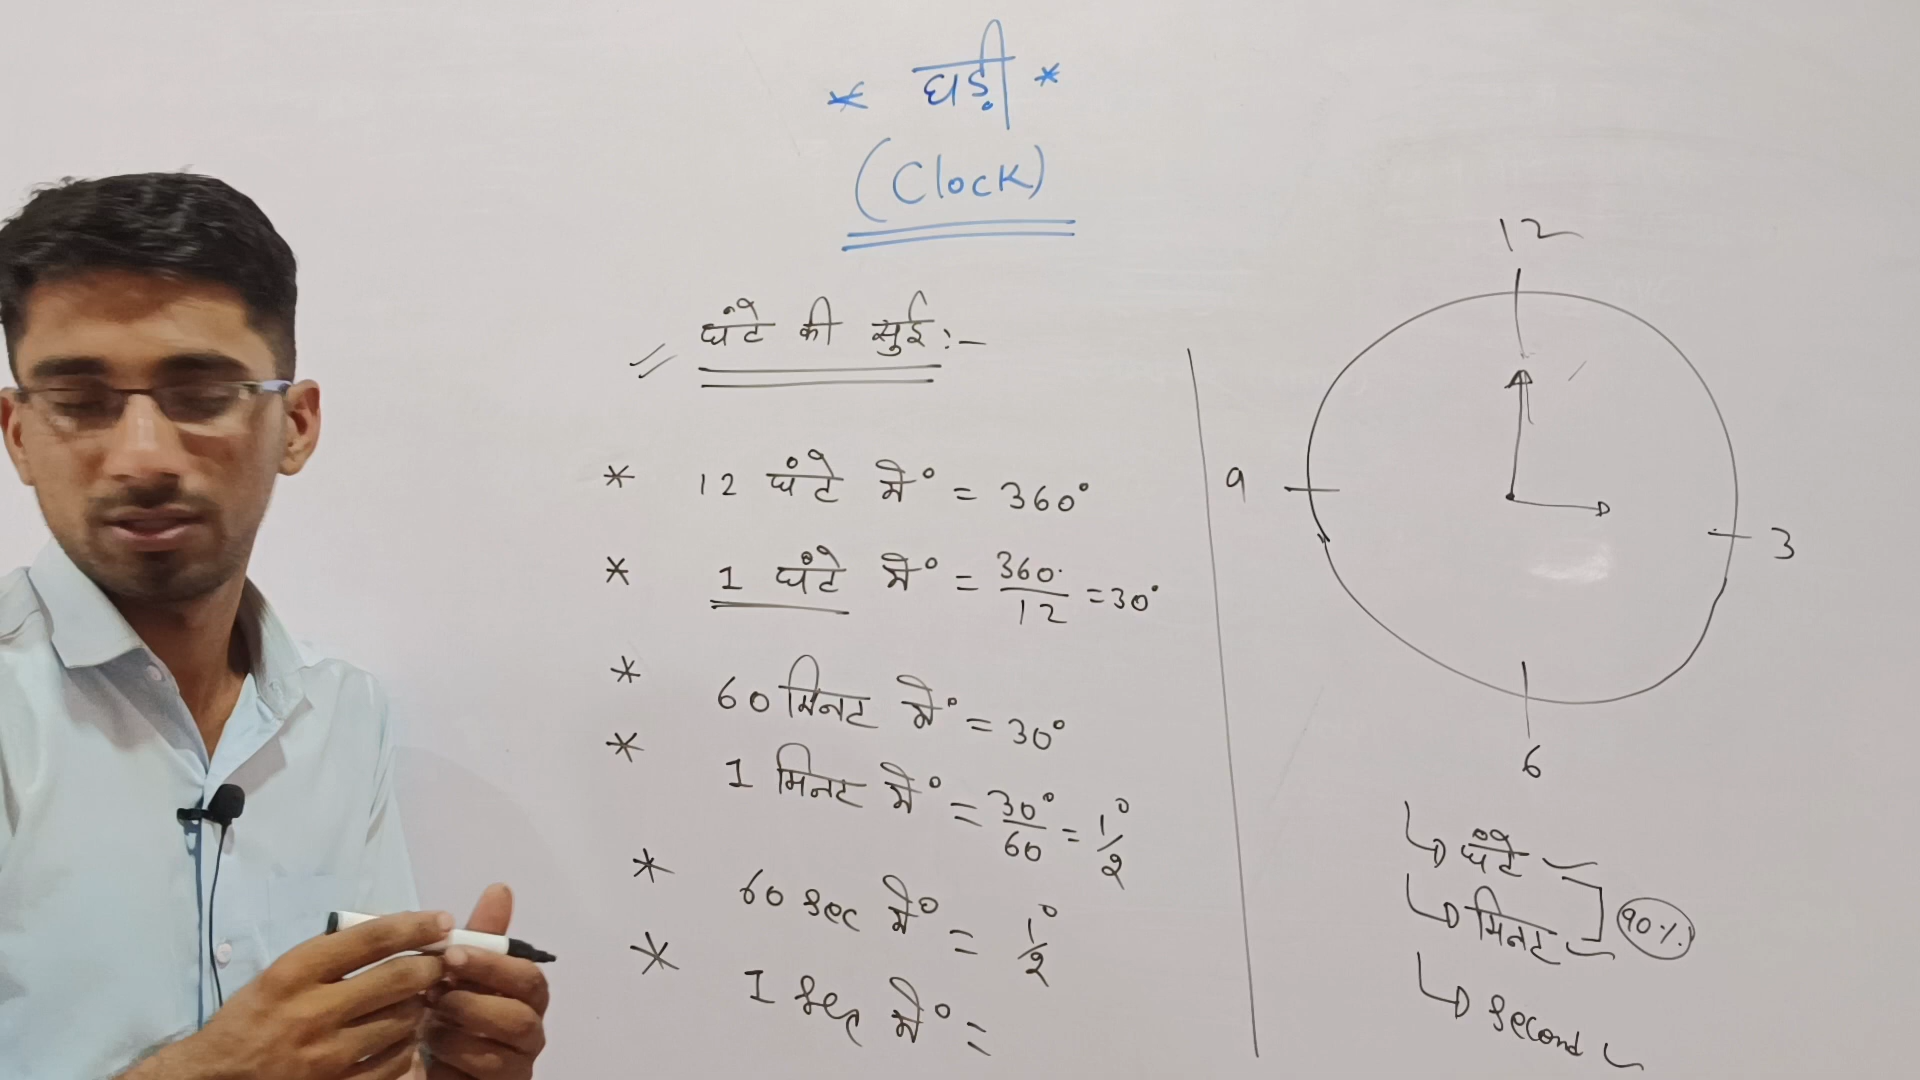 * घड़ी *
(Clock)
घंटे की सुई :-
* 12 घंटे में° = 360°
* 1 घंटे में° = 360°/12 = 30°
* 60 मिनट में° = 30°
* 1 मिनट में° = 30°/60 = 1°/2
* 60 sec में° = 1°/2
* 1 sec में° =
12
9
3
6
घंटे
मिनट
90%
Second